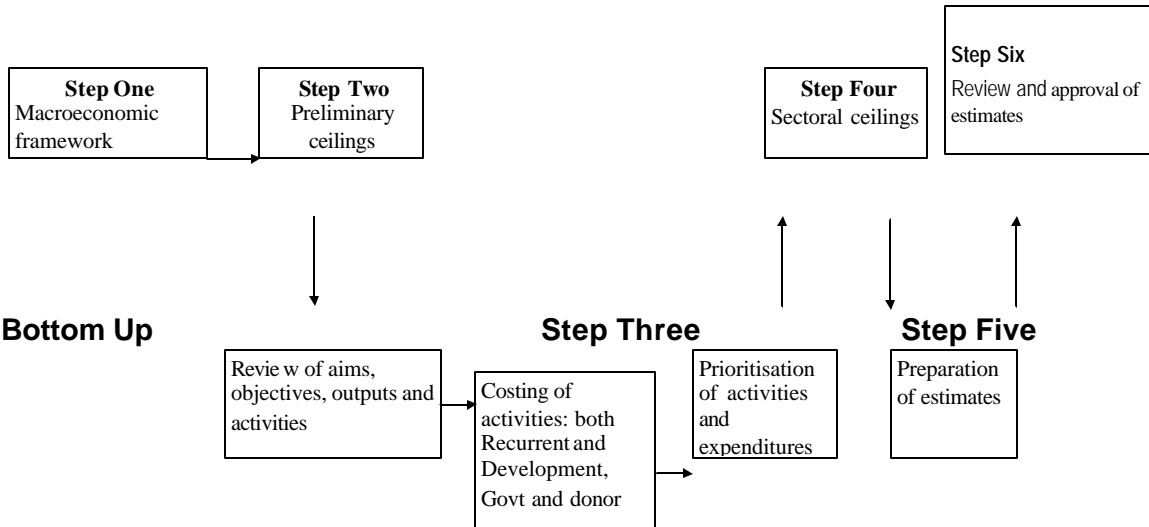 Step One
Macroeconomic
framework
Step Two
Preliminary
ceilings
Step Four
Sectoral ceilings
Step Six
Review and approval of
estimates
Bottom Up
Step Three
Step Five
Revie w of aims,
objectives, outputs and
activities
Costing of
activities: both
Recurrent and
Development,
Govt and donor
Prioritisation
of activities
and
expenditures
Preparation
of estimates